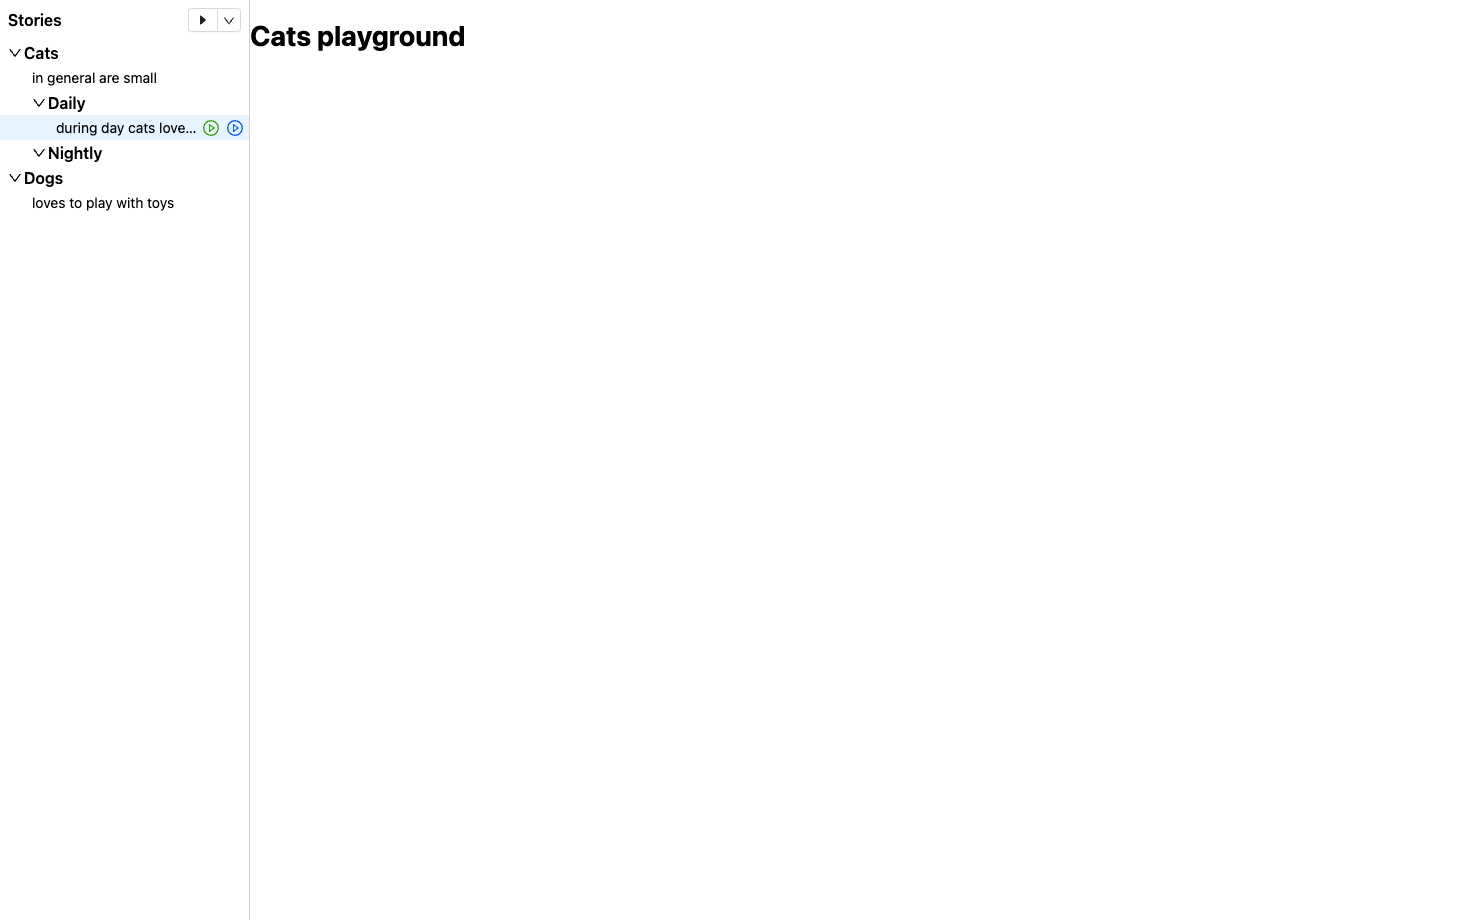 Stories
Cats
in general are small
Daily
during day cats love...
Nightly
Dogs
loves to play with toys
Cats playground